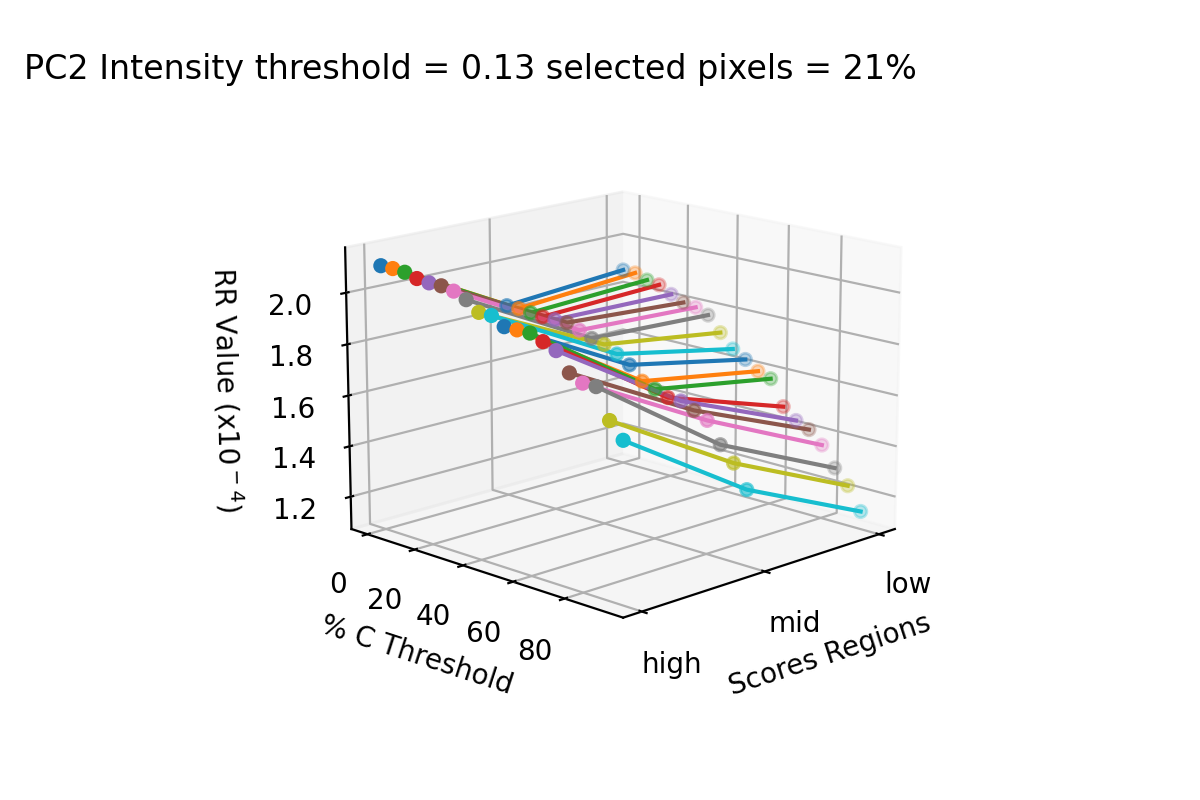 PC2 Intensity threshold = 0.13 selected pixels = 21%
RR Value (x10⁻⁴)
2.0
1.8
1.6
1.4
1.2
0
20
40
60
80
% C Threshold
high
mid
low
Scores Regions